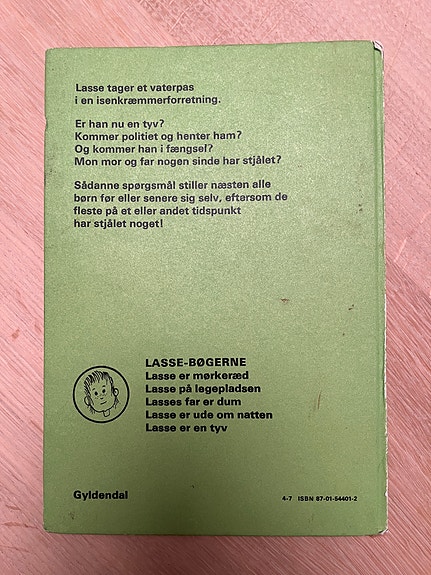 Lasse tager et vaterpas
i en isenkræmmerforretning.
Er han nu en tyv?
Kommer politiet og henter ham?
Og kommer han i fængsel?
Mon mor og far nogen sinde har stjålet?
Sådanne spørgsmål stiller næsten alle
børn før eller senere sig selv, eftersom de
fleste på et eller andet tidspunkt
har stjålet noget!
LASSE-BØGERNE
Lasse er mørkeræd
Lasse på legepladsen
Lasses far er dum
Lasse er ude om natten
Lasse er en tyv
Gyldendal
4-7 ISBN 87-01-54401-2